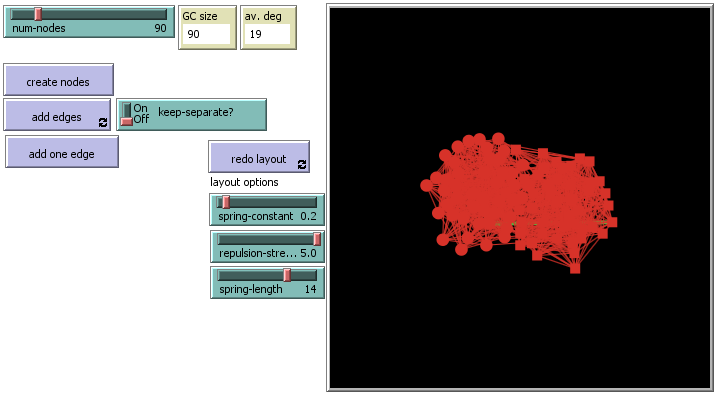 num-nodes 90
GC size
90
av. deg
19
create nodes
add edges
On
Off
keep-separate?
add one edge
redo layout
layout options
spring-constant 0.2
repulsion-stre... 5.0
spring-length 14